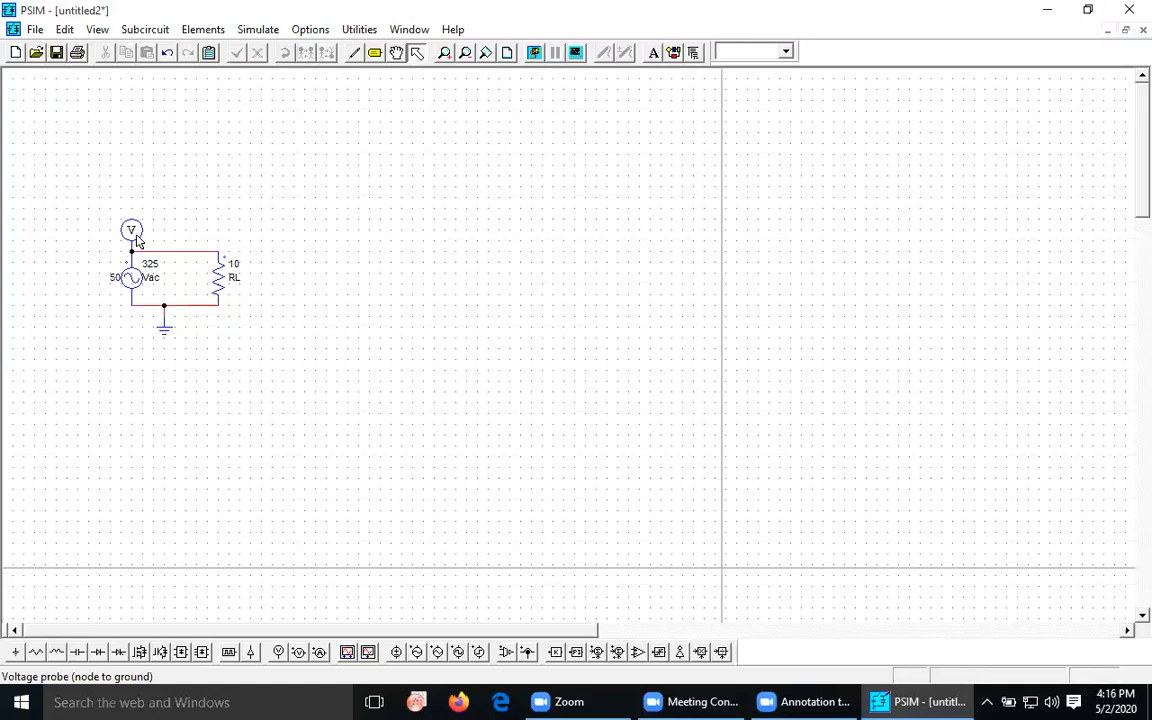 PSIM - [untitled2*]
File Edit View Subcircuit Elements Simulate Options Utilities Window Help
A
V
325
50 Vac
10
RL
Voltage probe (node to ground)
Search the web and Windows
Zoom
Meeting Con...
Annotation t...
PSIM - [untitl...
4:16 PM
5/2/2020